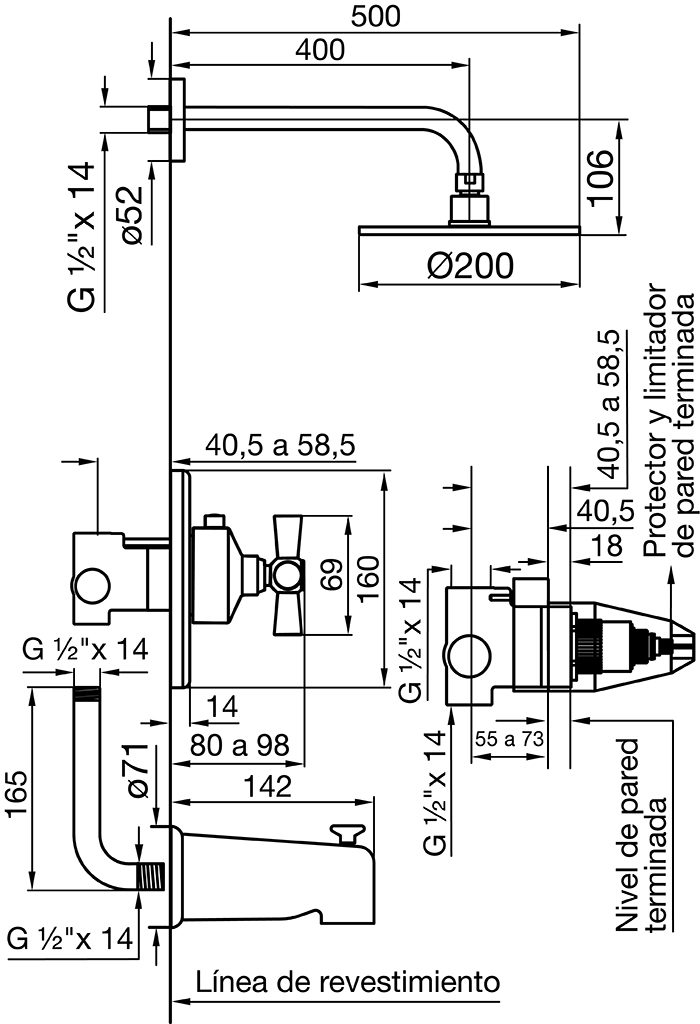 500
400
G ½"x 14
ø52
106
Ø200
40,5 a 58,5
40,5 a 58,5
Protector y limitador
de pared terminada
40,5
18
69
160
G ½"x 14
G ½"x 14
14
80 a 98
55 a 73
165
ø71
142
G ½"x 14
Nivel de pared
terminada
G ½"x 14
Línea de revestimiento